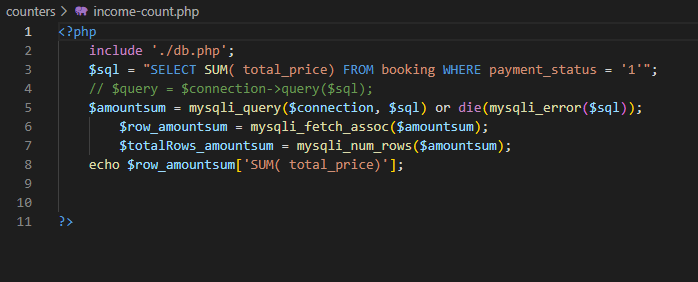 counters > income-count.php
1 <?php
2 include './db.php';
3 $sql = "SELECT SUM( total_price) FROM booking WHERE payment_status = '1'";
4 // $query = $connection->query($sql);
5 $amountsum = mysqli_query($connection, $sql) or die(mysqli_error($sql));
6 $row_amountsum = mysqli_fetch_assoc($amountsum);
7 $totalRows_amountsum = mysqli_num_rows($amountsum);
8 echo $row_amountsum['SUM( total_price)'];
9
10
11 ?>